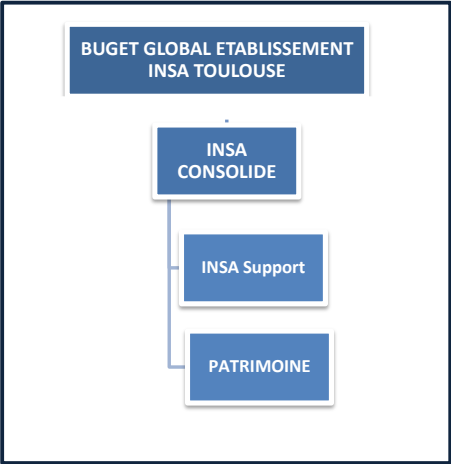 BUGET GLOBAL ETABLISSEMENT
INSA TOULOUSE
INSA
CONSOLIDE
INSA Support
PATRIMOINE